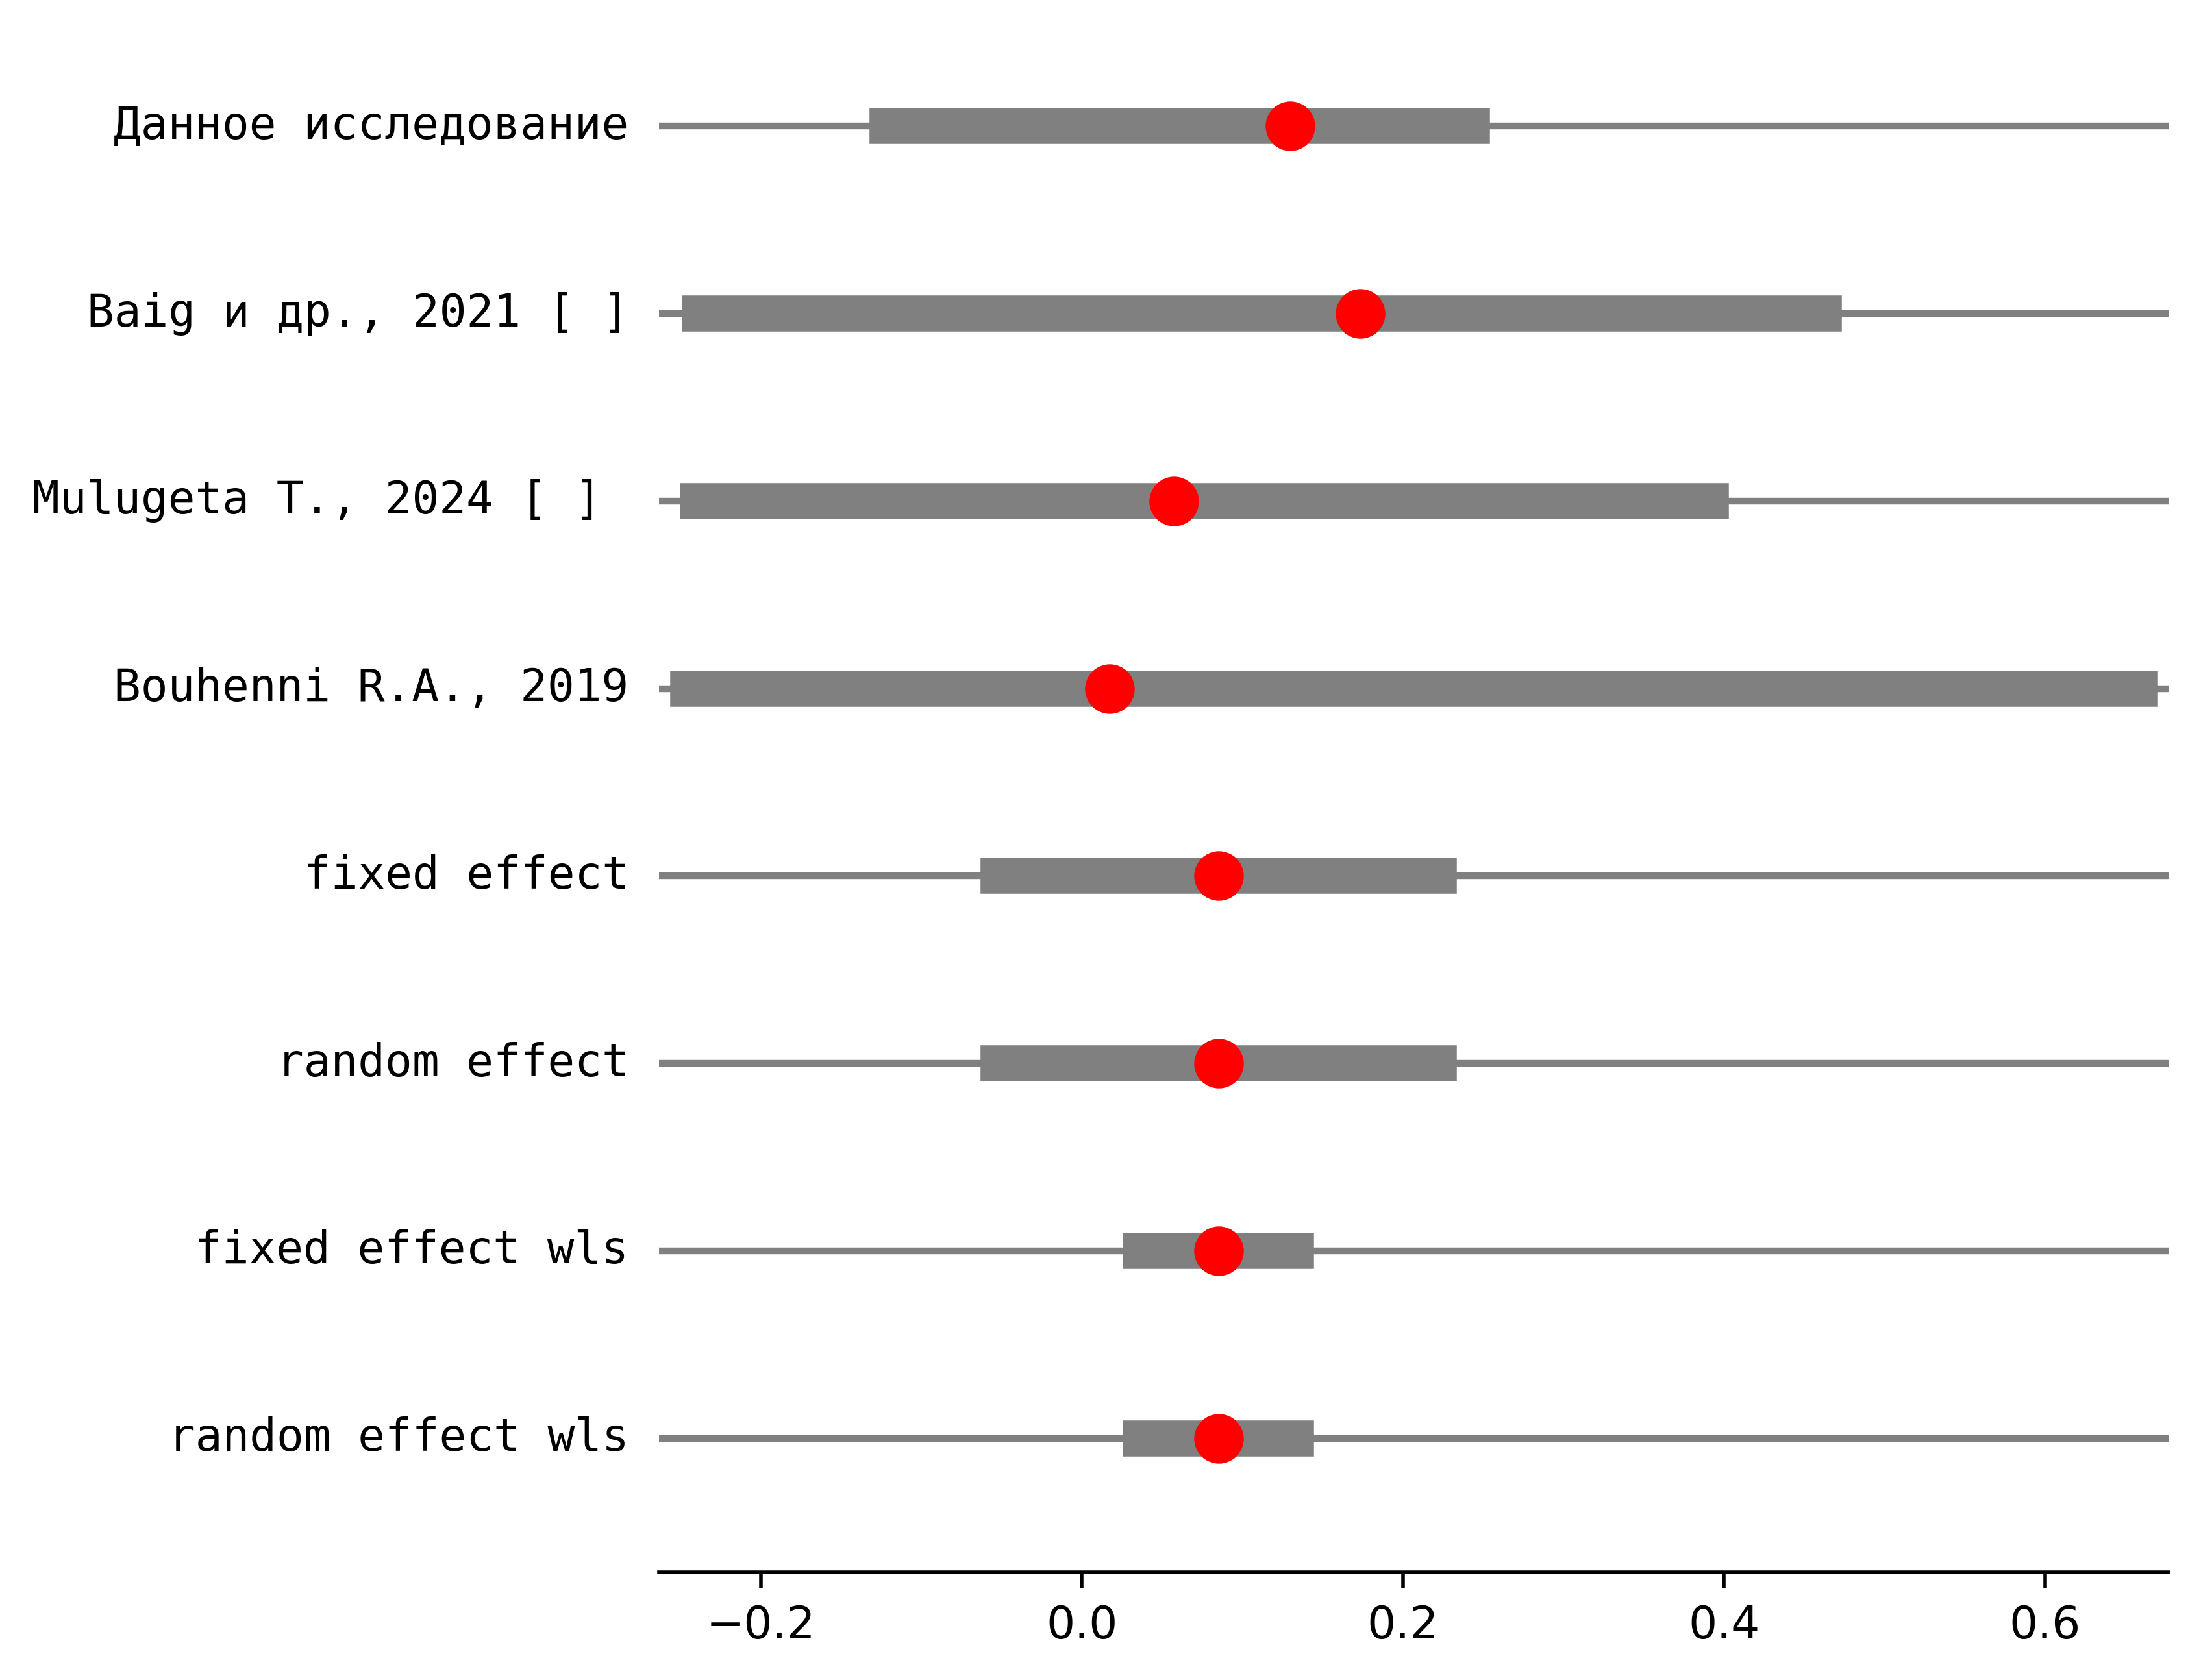 Данное исследование
Baig и др., 2021 [ ]
Mulugeta T., 2024 [ ]
Bouhenni R.A., 2019
fixed effect
random effect
fixed effect wls
random effect wls
−0.2 0.0 0.2 0.4 0.6